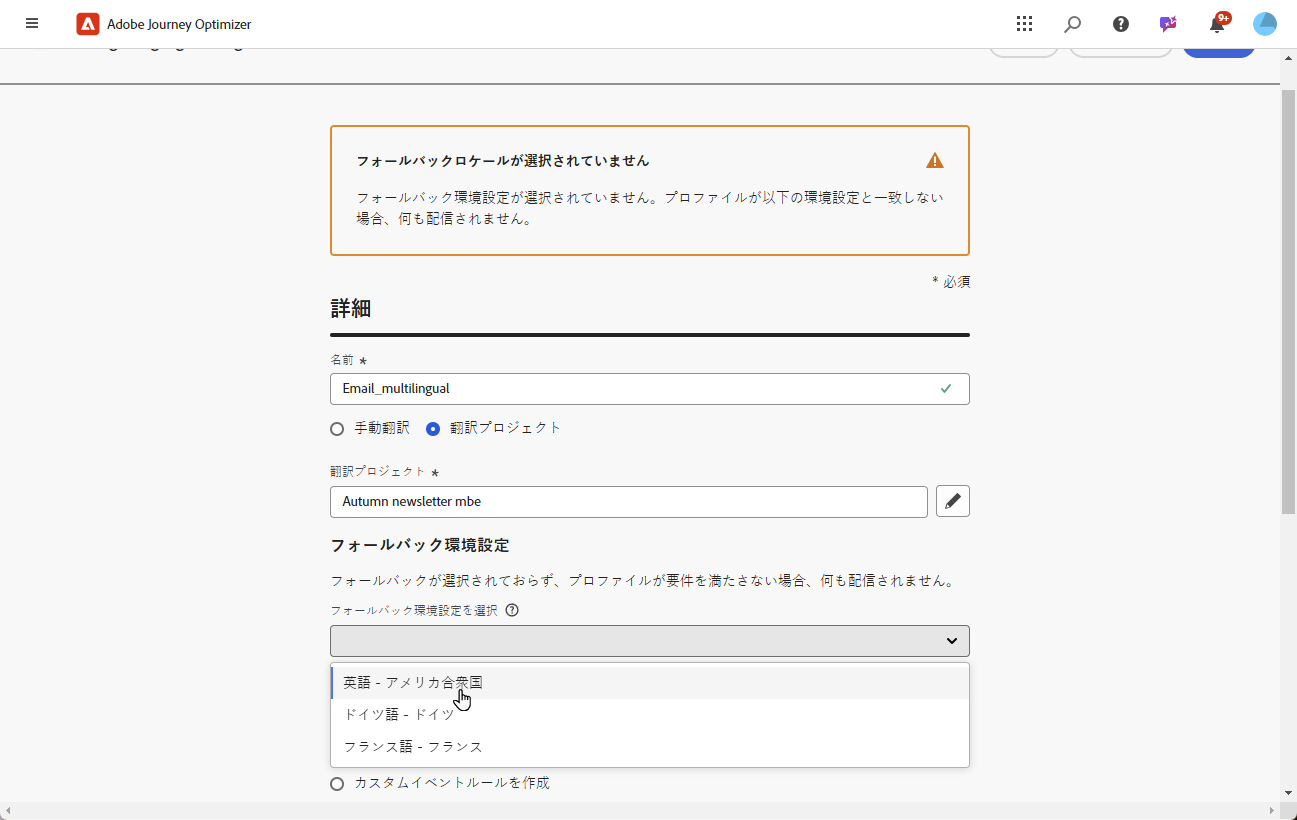 Adobe Journey Optimizer
9+
フォールバックロケールが選択されていません
フォールバック環境設定が選択されていません。プロファイルが以下の環境設定と一致しない
場合、何も配信されません。
* 必須
詳細
名前 *
Email_multilingual
手動翻訳 翻訳プロジェクト
翻訳プロジェクト *
Autumn newsletter mbe
フォールバック環境設定
フォールバックが選択されておらず、プロファイルが要件を満たさない場合、何も配信されません。
フォールバック環境設定を選択
英語 - アメリカ合衆国
ドイツ語 - ドイツ
フランス語 - フランス
カスタムイベントルールを作成